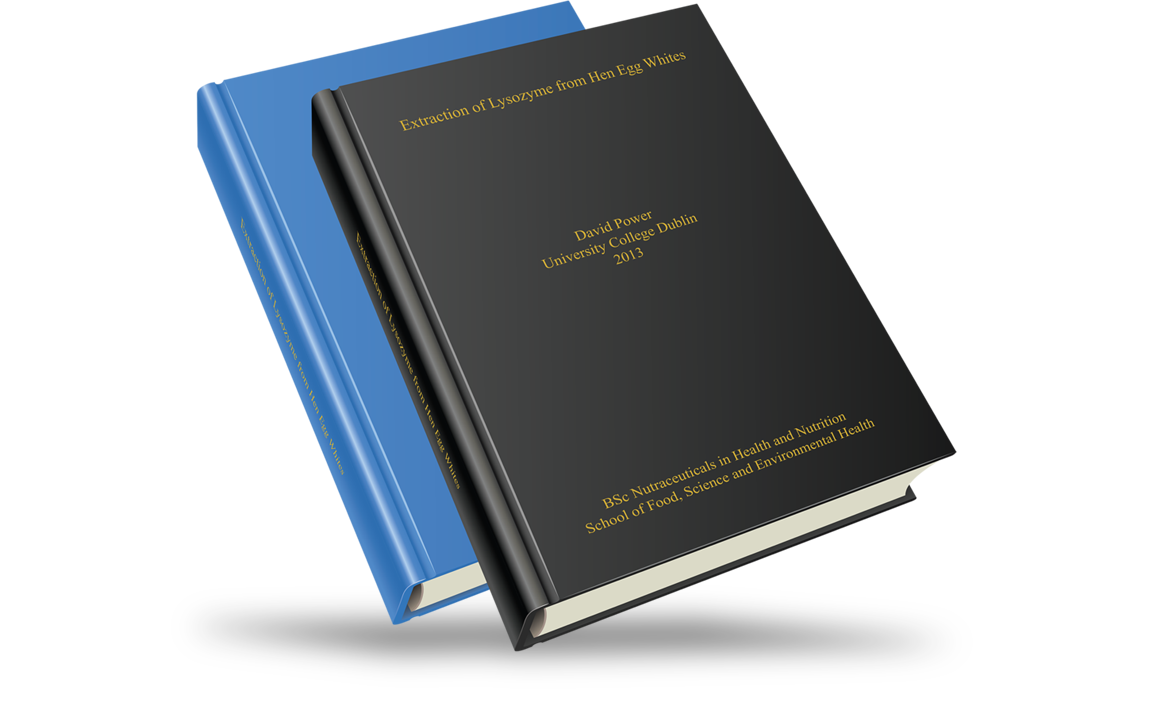 Extraction of Lysozyme from Hen Egg Whites
David Power
University College Dublin
2013
BSc Nutraceuticals in Health and Nutrition
School of Food, Science and Environmental Health
Extraction of Lysozyme from Hen Egg Whites
Extraction of Lysozyme from Hen Egg Whites